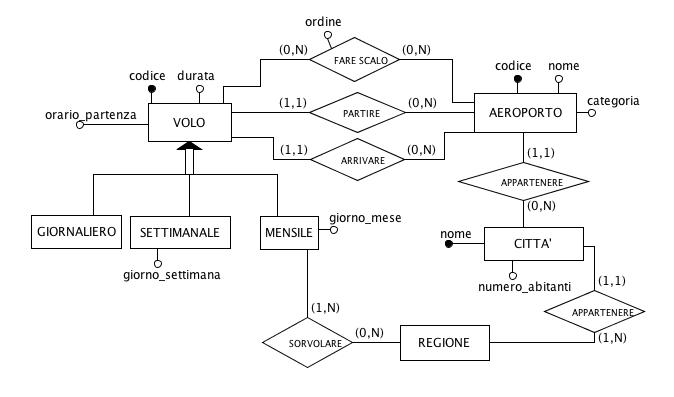 ordine
(0,N)
(0,N)
FARE SCALO
codice
durata
codice
nome
orario_partenza
(1,1)
(0,N)
categoria
VOLO
PARTIRE
AEROPORTO
(1,1)
(0,N)
ARRIVARE
(1,1)
APPARTENERE
(0,N)
GIORNALIERO
SETTIMANALE
MENSILE
giorno_mese
nome
CITTA'
giorno_settimana
numero_abitanti
(1,1)
(1,N)
APPARTENERE
SORVOLARE
(0,N)
REGIONE
(1,N)